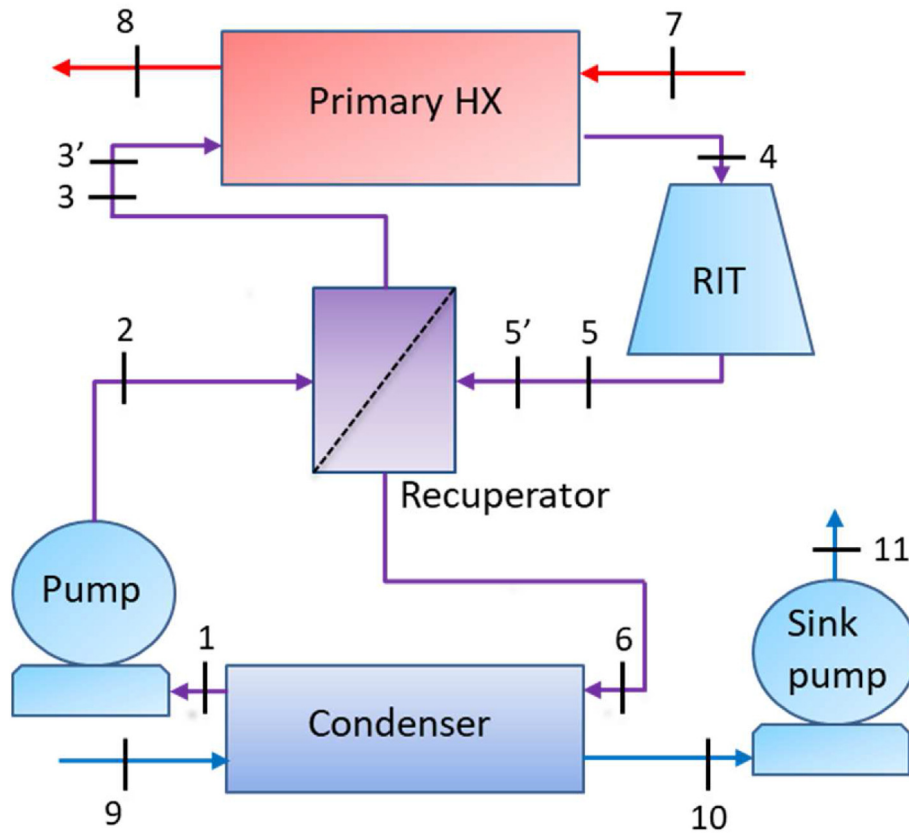 8
7
Primary HX
3’
3
4
RIT
2
5’
5
Recuperator
Pump
11
Sink
pump
1
6
Condenser
9
10